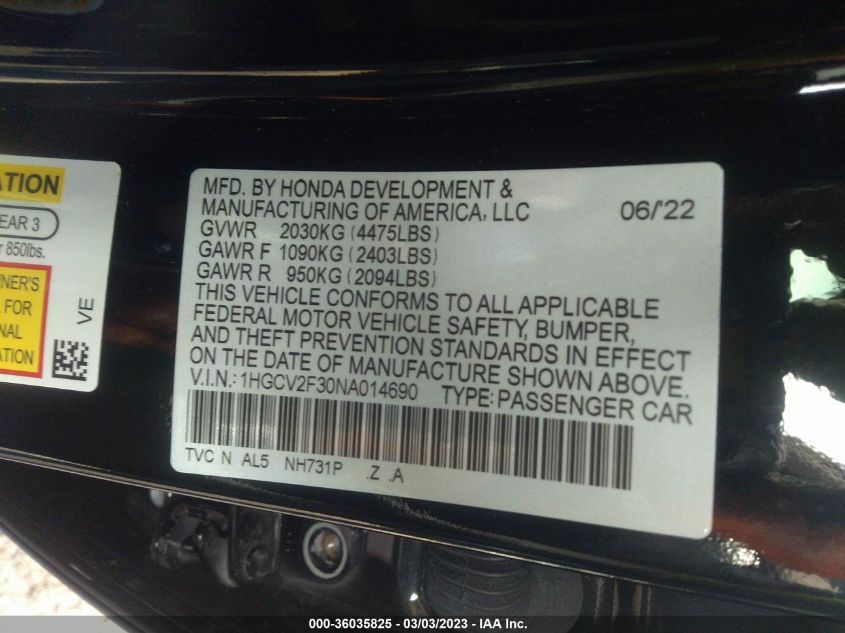 ATION
EAR 3
r 850lbs.
NER'S
FOR
NAL
ATION
VE
MFD. BY HONDA DEVELOPMENT &
MANUFACTURING OF AMERICA, LLC 06/'22
GVWR 2030KG (4475LBS)
GAWR F 1090KG (2403LBS)
GAWR R 950KG (2094LBS)
THIS VEHICLE CONFORMS TO ALL APPLICABLE
FEDERAL MOTOR VEHICLE SAFETY, BUMPER,
AND THEFT PREVENTION STANDARDS IN EFFECT
ON THE DATE OF MANUFACTURE SHOWN ABOVE.
V.I.N.: 1HGCV2F30NA014690 TYPE: PASSENGER CAR
TVC N AL5 NH731P .Z .A
000-36035825 - 03/03/2023 - IAA Inc.